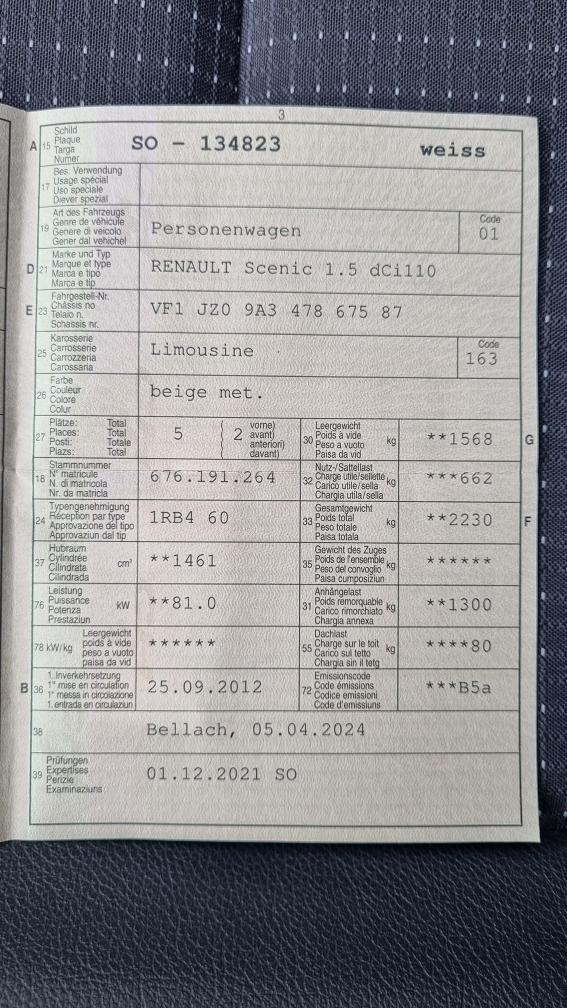 3
A 15 Schild Plaque Targa Numer SO - 134823 weiss
17 Bes. Verwendung Usage spécial Uso speciale Diever spezial
19 Art des Fahrzeugs Genre de véhicule Genere di veicolo Gener dal vehichel Personenwagen Code 01
D 21 Marke und Typ Marque et type Marca e tipo Marca e tip RENAULT Scenic 1.5 dCi110
E 23 Fahrgestell-Nr. Châssis no Telaio n. Schassis nr. VF1 JZ0 9A3 478 675 87
25 Karosserie Carrosserie Carrozzeria Carossaria Limousine Code 163
26 Farbe Couleur Colore Colur beige met.
27 Plätze: Total Places: Total Posti: Totale Plazs: Total 5 ( 2 vorne) avant) anteriori) davant) 30 Leergewicht Poids à vide Peso a vuoto Paisa da vid kg **1568 G
18 Stammnummer N° matricule N. di matricola Nr. da matricla 676.191.264 32 Nutz-/Sattellast Charge utile/sellette Carico utile/sella Chargia utila/sella kg ***662
24 Typengenehmigung Réception par type Approvazione del tipo Approvaziun dal tip 1RB4 60 33 Gesamtgewicht Poids total Peso totale Paisa totala kg **2230 F
37 Hubraum Cylindrée Cilindrata Cilindrada cm³ **1461 35 Gewicht des Zuges Poids de l'ensemble Peso del convoglio Paisa cumposiziun kg ******
76 Leistung Puissance Potenza Prestaziun kW **81.0 31 Anhängelast Poids remorquable Carico rimorchiato Chargia annexa kg **1300
78 kW/kg Leergewicht poids à vide peso a vuoto paisa da vid ****** 55 Dachlast Charge sur le toit Carico sul tetto Chargia sin il tetg kg ****80
B 36 1. Inverkehrsetzung 1re mise en circulation 1a messa in circolazione 1. entrada en circulaziun 25.09.2012 72 Emissionscode Code émissions Codice emissioni Code d'emissiuns ***B5a
38 Bellach, 05.04.2024
39 Prüfungen Expertises Perizie Examinaziuns 01.12.2021 SO